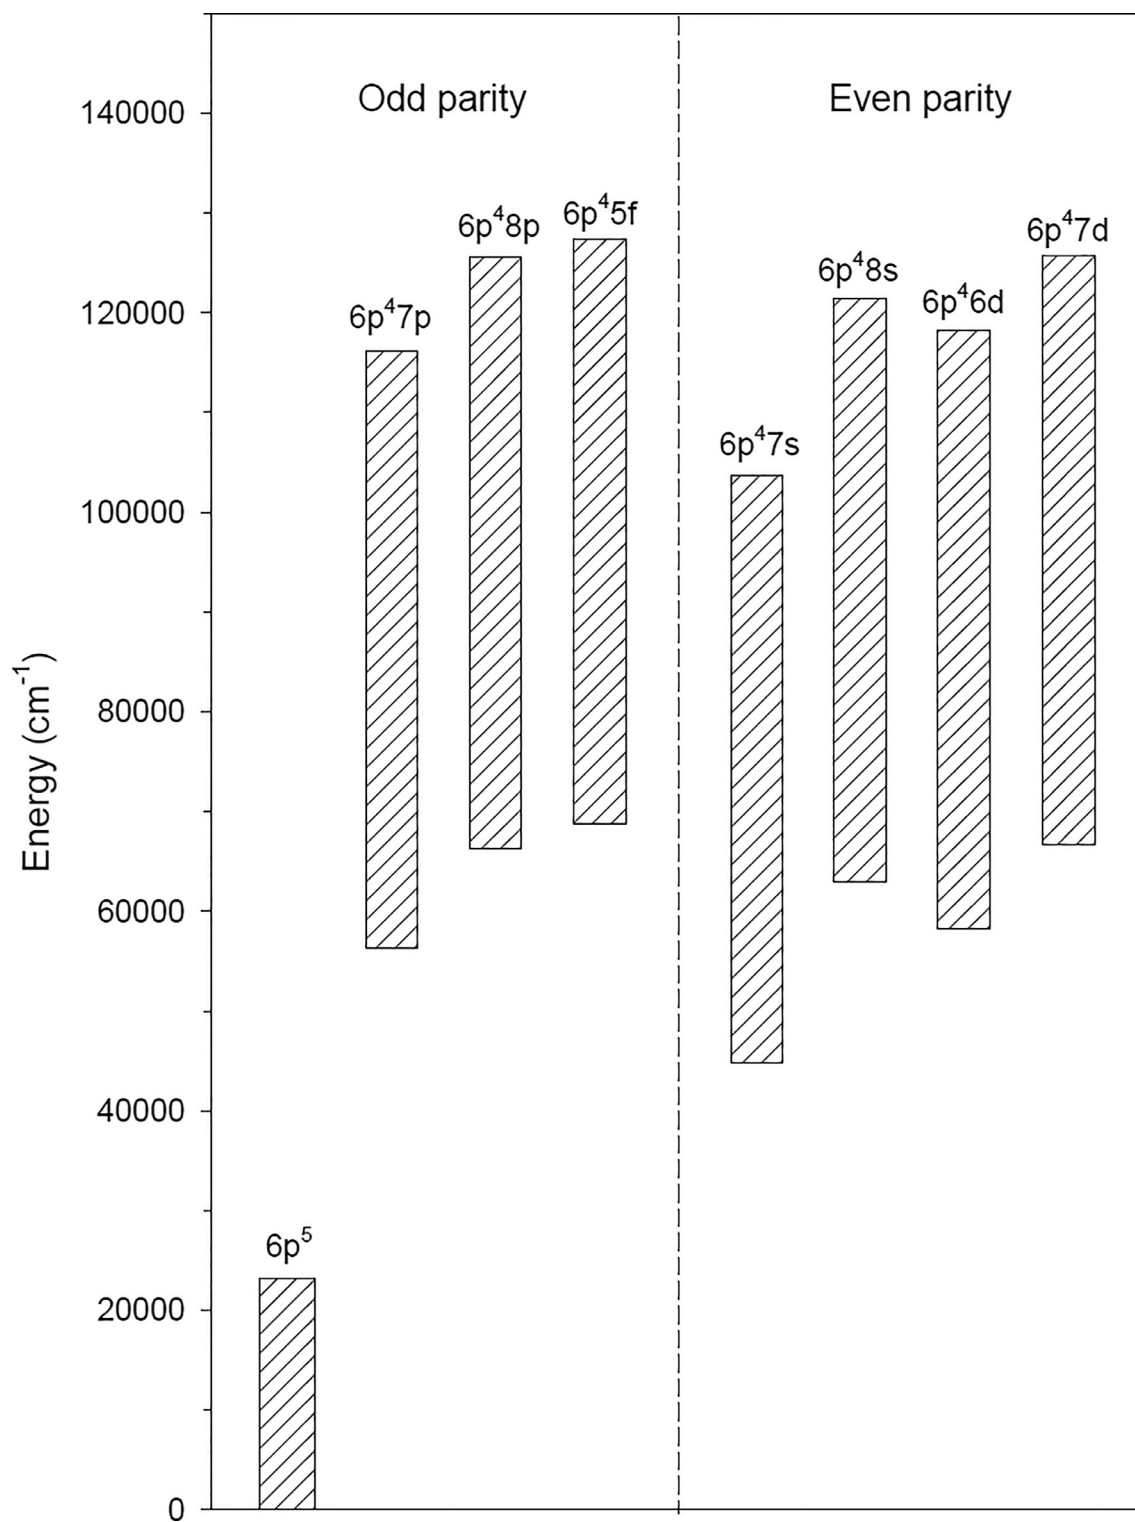 Odd parity
Even parity
140000
120000
100000
80000
60000
40000
20000
0
Energy (cm⁻¹)
6p⁵
6p⁴7p
6p⁴8p
6p⁴5f
6p⁴7s
6p⁴8s
6p⁴6d
6p⁴7d